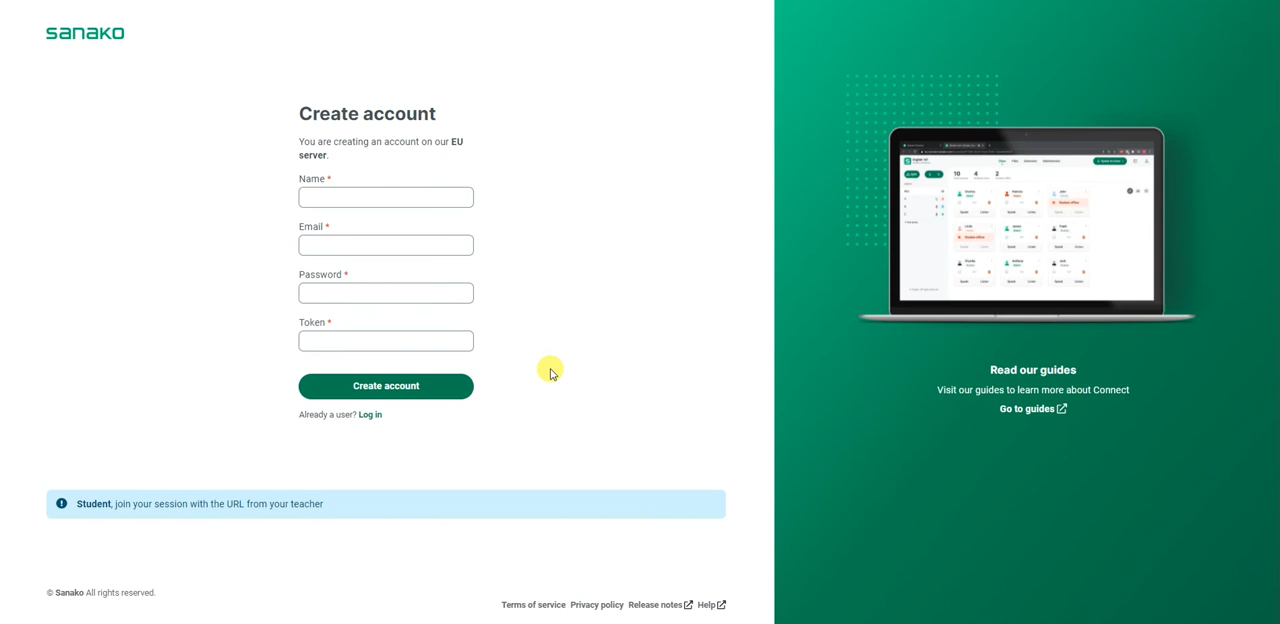 sanako
Create account
You are creating an account on our EU
server.
Name *
Email *
Password *
Token *
Create account
Already a user? Log in
Student, join your session with the URL from your teacher
© Sanako All rights reserved.
Terms of service Privacy policy Release notes Help
10 4 2
Read our guides
Visit our guides to learn more about Connect
Go to guides